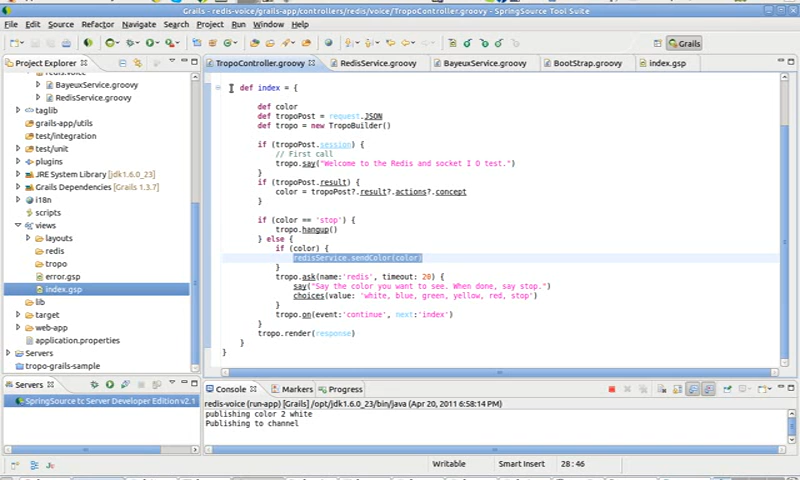 Grails - redis-voice/grails-app/controllers/redis/voice/TropoController.groovy - SpringSource Tool Suite
File Edit Source Refactor Navigate Search Project Run Window Help
Grails
Project Explorer
TropoController.groovy
RedisService.groovy
BayeuxService.groovy
BootStrap.groovy
index.gsp
redis.voice
BayeuxService.groovy
RedisService.groovy
taglib
grails-app/utils
test/integration
test/unit
plugins
JRE System Library [jdk1.6.0_23]
Grails Dependencies [Grails 1.3.7]
i18n
scripts
views
layouts
redis
tropo
error.gsp
index.gsp
lib
target
web-app
application.properties
Servers
tropo-grails-sample
def index = {
def color
def tropoPost = request.JSON
def tropo = new TropoBuilder()
if (tropoPost.session) {
// First call
tropo.say("Welcome to the Redis and socket I O test.")
}
if (tropoPost.result) {
color = tropoPost?.result?.actions?.concept
}
if (color == 'stop') {
tropo.hangup()
} else {
if (color) {
redisService.sendColor(color)
}
tropo.ask(name:'redis', timeout: 20) {
say("Say the color you want to see. When done, say stop.")
choices(value: 'white, blue, green, yellow, red, stop')
}
tropo.on(event:'continue', next:'index')
}
tropo.render(response)
}
}
Servers
SpringSource tc Server Developer Edition v2.1
Console
Markers
Progress
redis-voice (run-app) [Grails] /opt/jdk1.6.0_23/bin/java (Apr 20, 2011 6:58:14 PM)
publishing color 2 white
Publishing to channel
Writable
Smart Insert
28 : 46